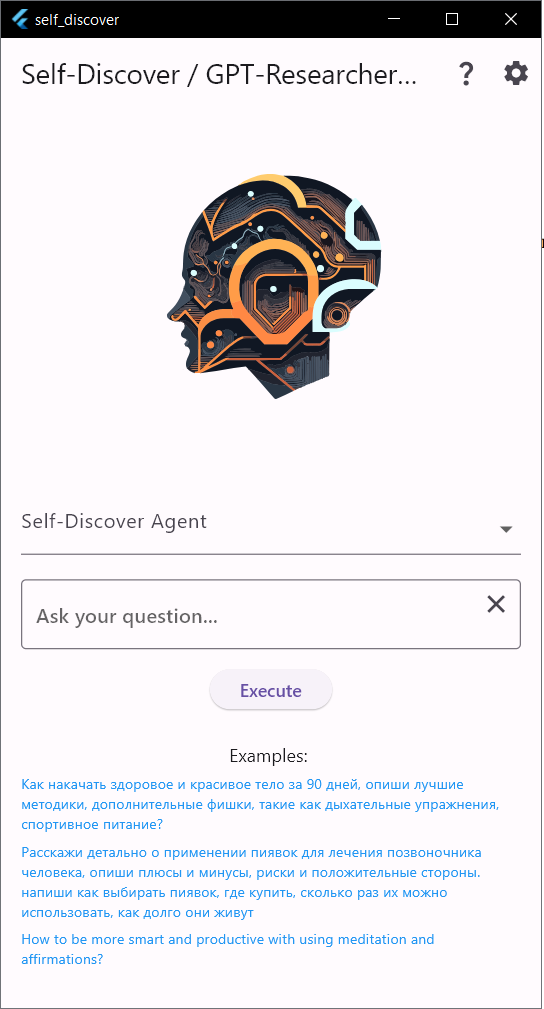 self_discover
Self-Discover / GPT-Researcher...
?
Self-Discover Agent
Ask your question...
Execute
Examples:
Как накачать здоровое и красивое тело за 90 дней, опиши лучшие
методики, дополнительные фишки, такие как дыхательные упражнения,
спортивное питание?
Расскажи детально о применении пиявок для лечения позвоночника
человека, опиши плюсы и минусы, риски и положительные стороны.
напиши как выбирать пиявок, где купить, сколько раз их можно
использовать, как долго они живут
How to be more smart and productive with using meditation and
affirmations?